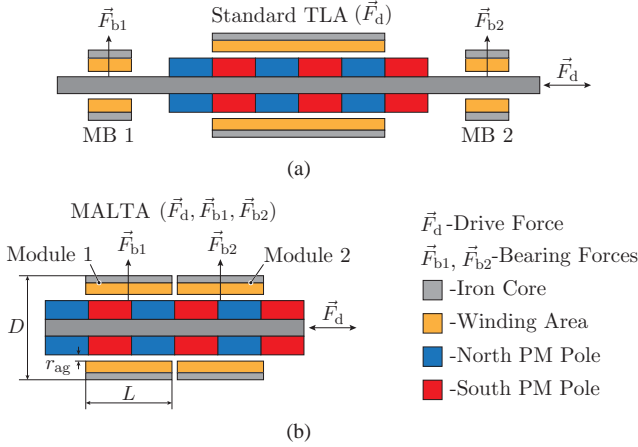 Standard TLA (F⃗d)
F⃗b1
F⃗b2
F⃗d
MB 1
MB 2
(a)
MALTA (F⃗d, F⃗b1, F⃗b2)
Module 1
F⃗b1
F⃗b2
Module 2
D
F⃗d
rag
L
(b)
F⃗d-Drive Force
F⃗b1, F⃗b2-Bearing Forces
-Iron Core
-Winding Area
-North PM Pole
-South PM Pole